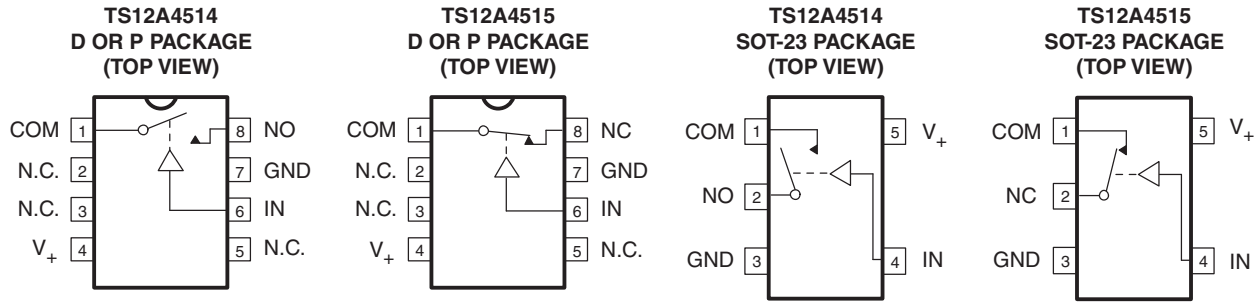 TS12A4514
D OR P PACKAGE
(TOP VIEW)
COM 1 8 NO
N.C. 2 7 GND
N.C. 3 6 IN
V+ 4 5 N.C.
TS12A4515
D OR P PACKAGE
(TOP VIEW)
COM 1 8 NC
N.C. 2 7 GND
N.C. 3 6 IN
V+ 4 5 N.C.
TS12A4514
SOT-23 PACKAGE
(TOP VIEW)
COM 1 5 V+
NO 2
GND 3 4 IN
TS12A4515
SOT-23 PACKAGE
(TOP VIEW)
COM 1 5 V+
NC 2
GND 3 4 IN